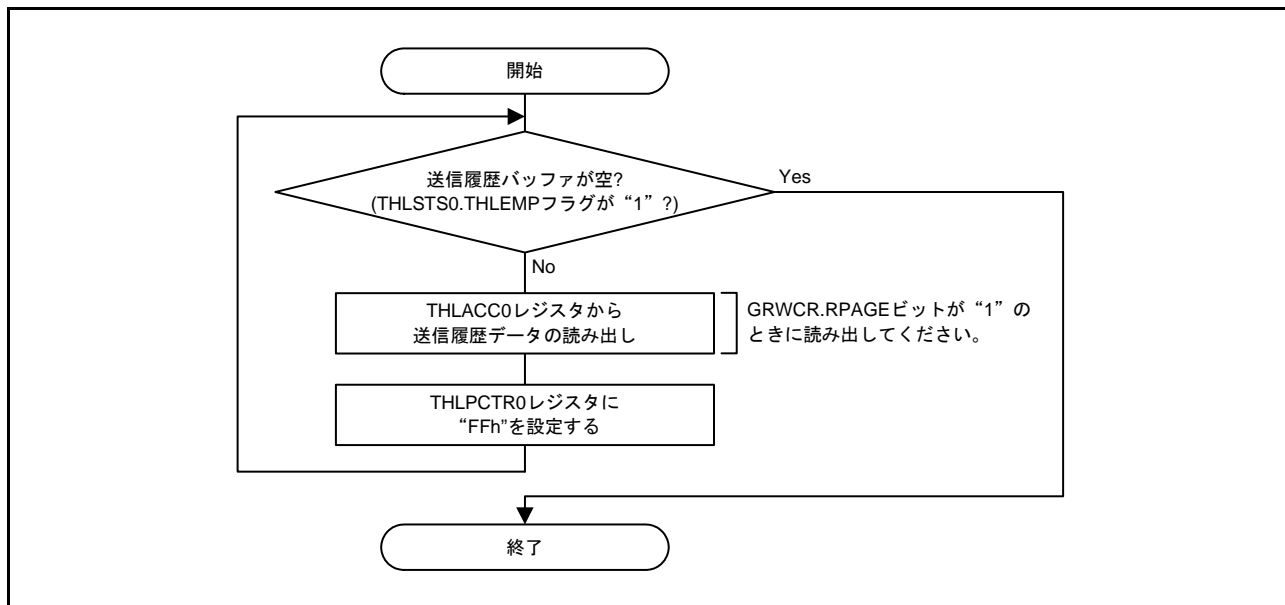 開始
送信履歴バッファが空?
(THLSTS0.THLEMPフラグが“1”?)
Yes
No
THLACC0レジスタから
送信履歴データの読み出し
GRWCR.RPAGEビットが“1”の
ときに読み出してください。
THLPCTR0レジスタに
“FFh”を設定する
終了